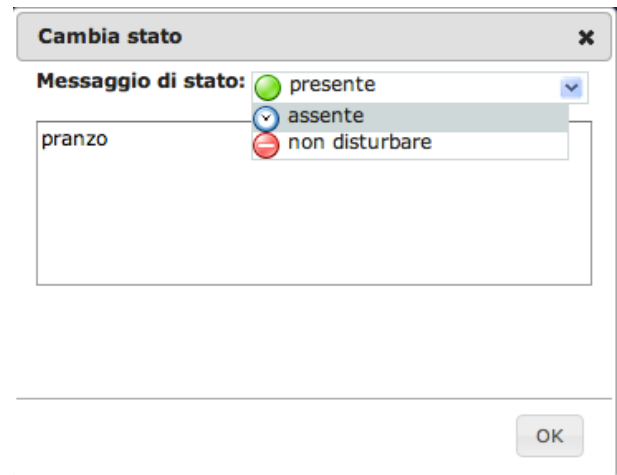 Cambia stato
Messaggio di stato: presente
assente
pranzo
non disturbare
OK